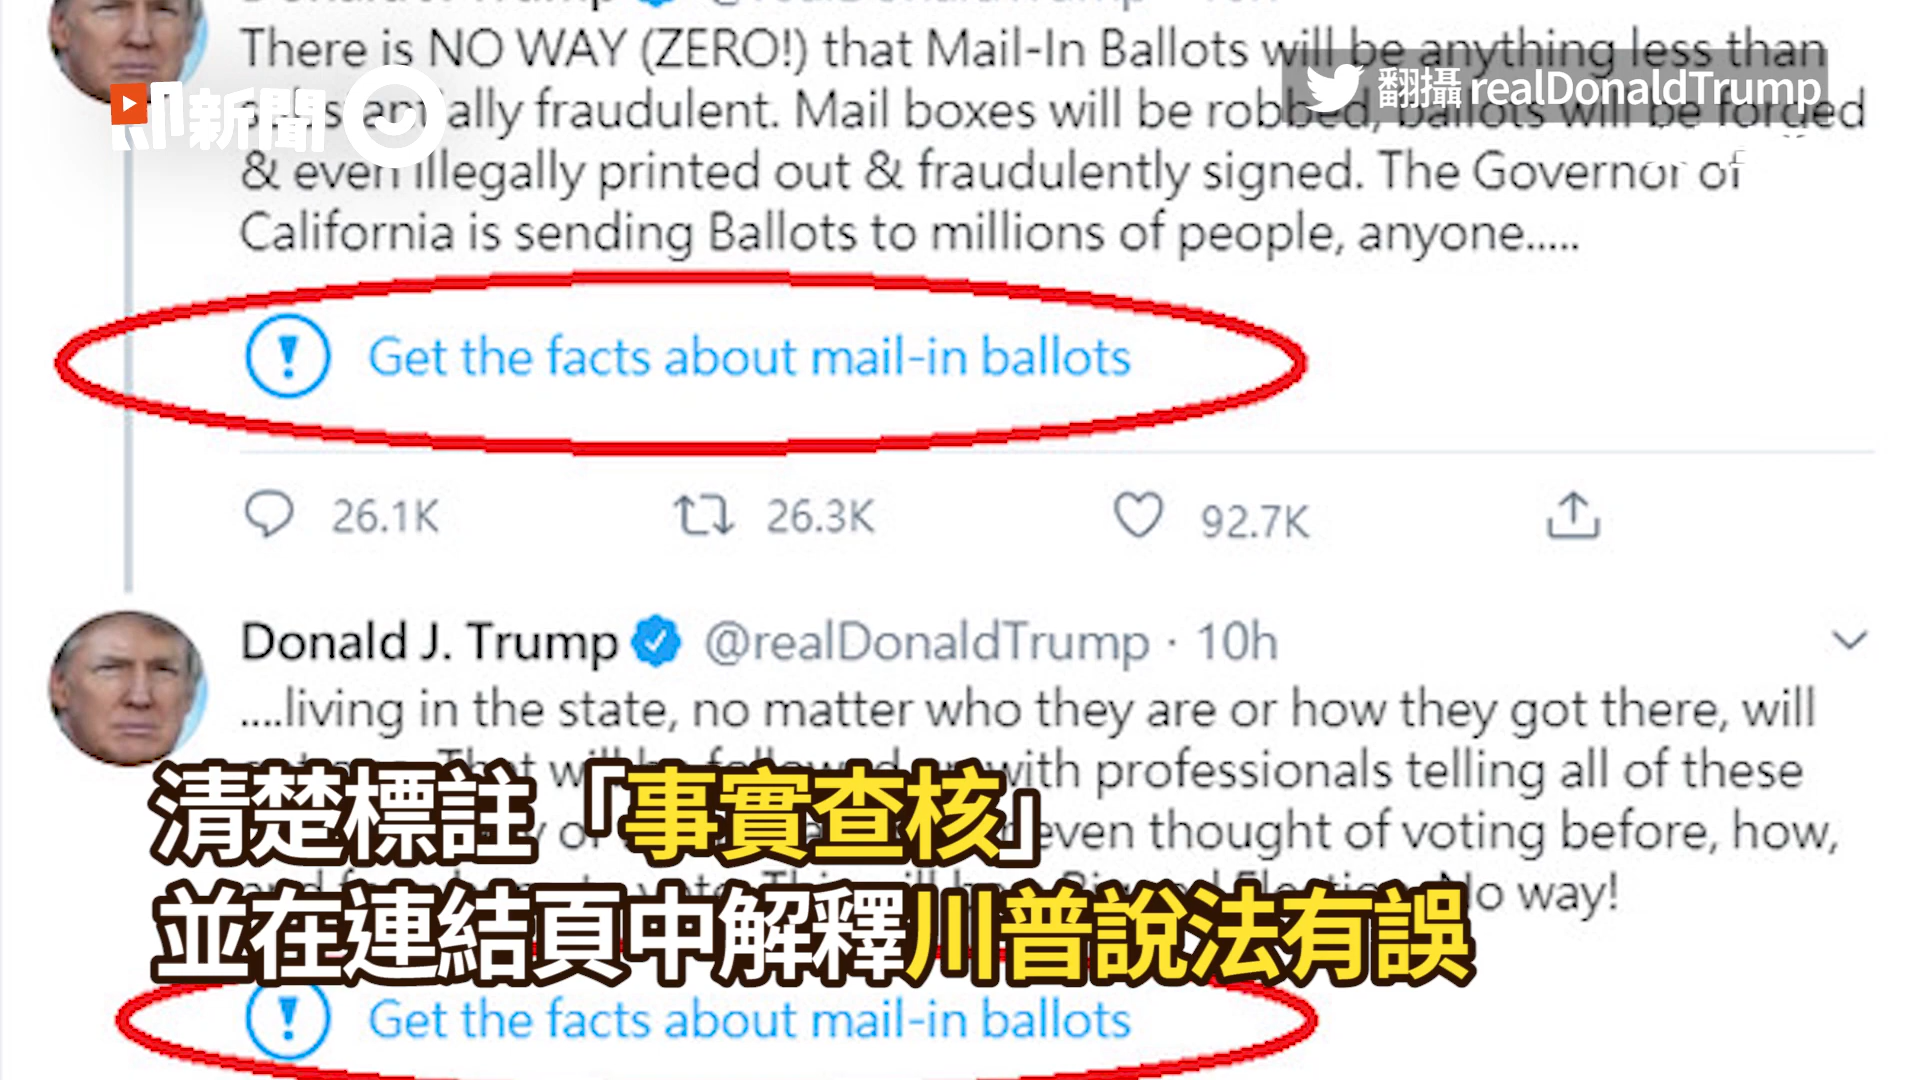 There is NO WAY (ZERO!) that Mail-In Ballots will be anything less than
翻攝 realDonaldTrump
新聞
ally fraudulent. Mail boxes will be robbed, ballots will be forged
& even illegally printed out & fraudulently signed. The Governor of
California is sending Ballots to millions of people, anyone.....
Get the facts about mail-in ballots
26.1K 26.3K 92.7K
Donald J. Trump @realDonaldTrump · 10h
....living in the state, no matter who they are or how they got there, will
with professionals telling all of these
even thought of voting before, how,
No way!
清楚標註「事實查核」
並在連結頁中解釋川普說法有誤
Get the facts about mail-in ballots